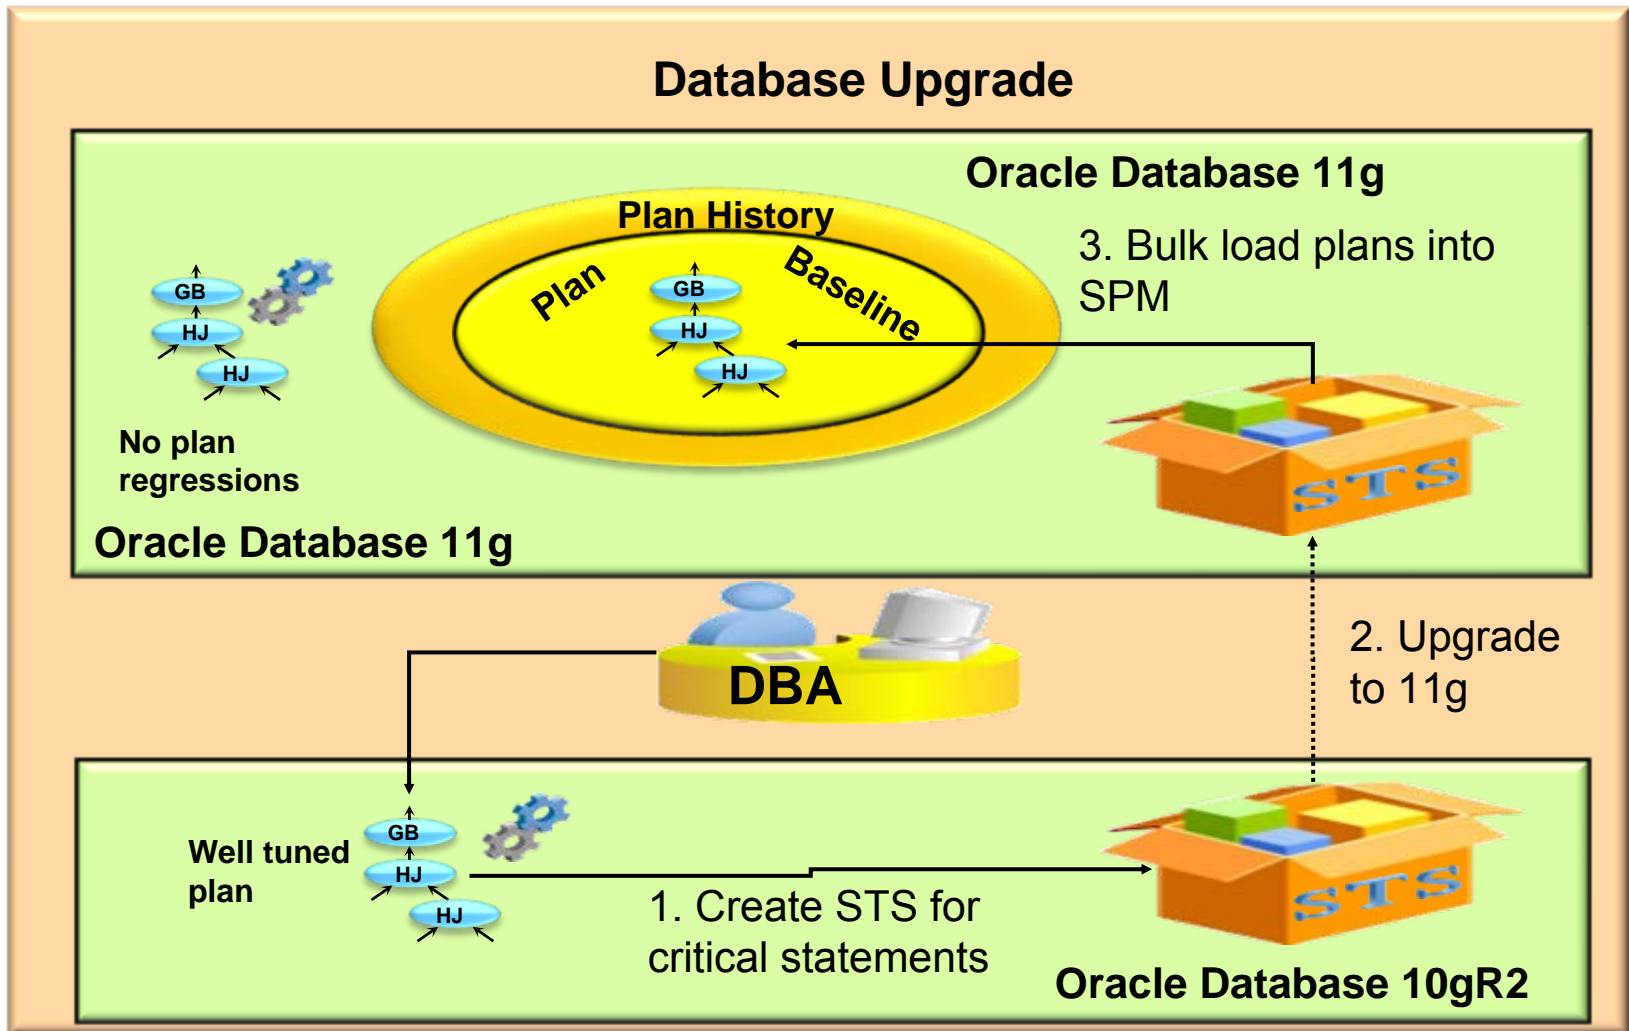 Database Upgrade
Oracle Database 11g
Plan History
Plan
Baseline
GB
HJ
HJ
3. Bulk load plans into
SPM
GB
HJ
HJ
No plan
regressions
Oracle Database 11g
STS
DBA
2. Upgrade
to 11g
Well tuned
plan
GB
HJ
HJ
1. Create STS for
critical statements
STS
Oracle Database 10gR2